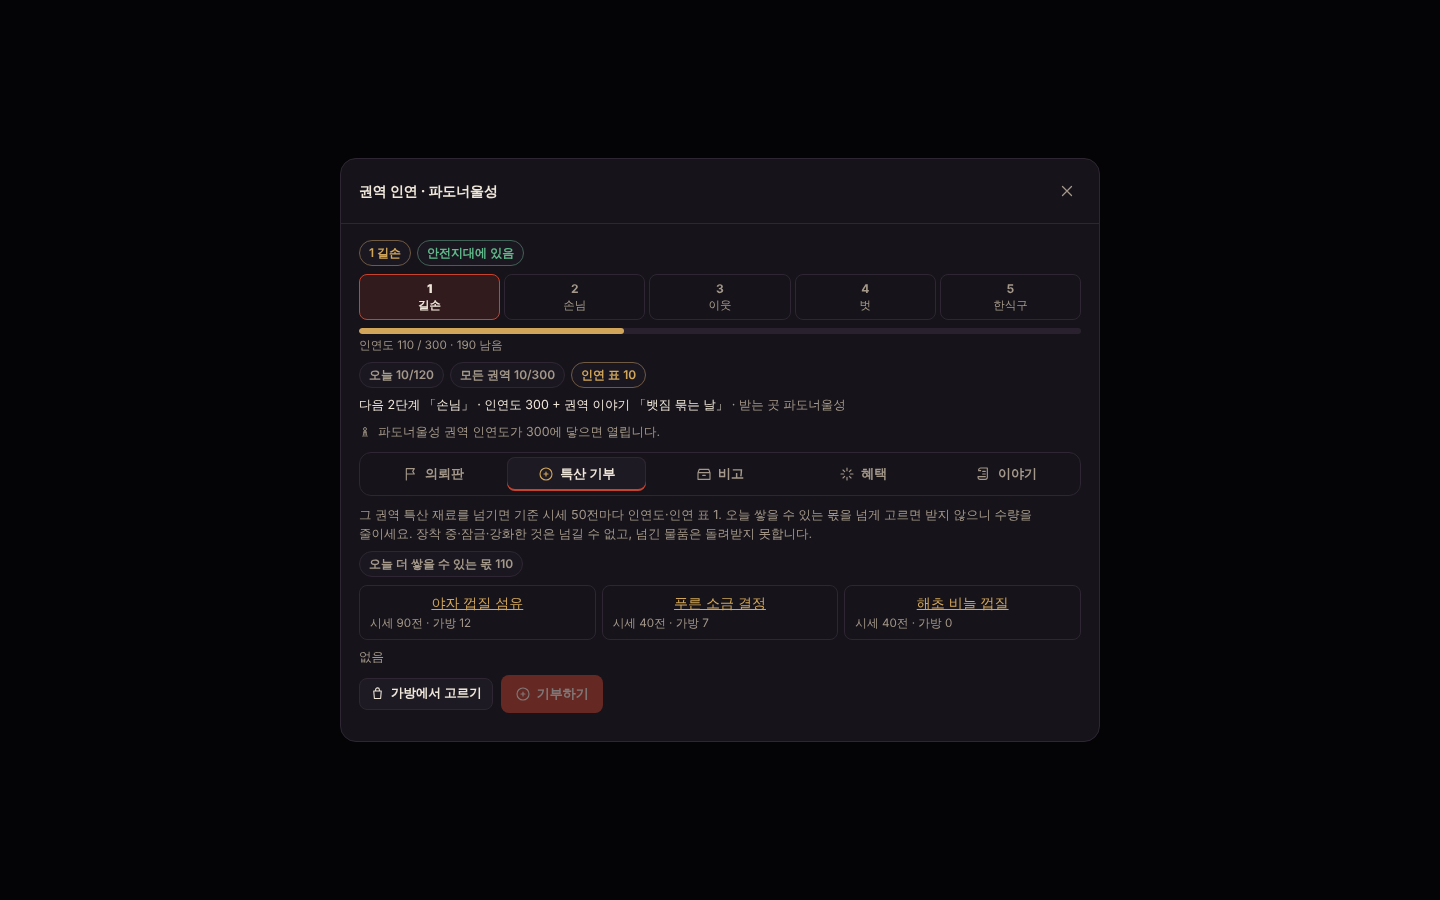 권역 인연 · 파도너울성
1 길손
안전지대에 있음
1
길손
2
손님
3
이웃
4
벗
5
한식구
인연도 110 / 300 · 190 남음
오늘 10/120
모든 권역 10/300
인연 표 10
다음 2단계 「손님」 · 인연도 300 + 권역 이야기 「뱃짐 묶는 날」 · 받는 곳 파도너울성
파도너울성 권역 인연도가 300에 닿으면 열립니다.
의뢰판
특산 기부
비고
혜택
이야기
그 권역 특산 재료를 넘기면 기준 시세 50전마다 인연도·인연 표 1. 오늘 쌓을 수 있는 몫을 넘게 고르면 받지 않으니 수량을
줄이세요. 장착 중·잠금·강화한 것은 넘길 수 없고, 넘긴 물품은 돌려받지 못합니다.
오늘 더 쌓을 수 있는 몫 110
야자 껍질 섬유
시세 90전 · 가방 12
푸른 소금 결정
시세 40전 · 가방 7
해초 비늘 껍질
시세 40전 · 가방 0
없음
가방에서 고르기
기부하기